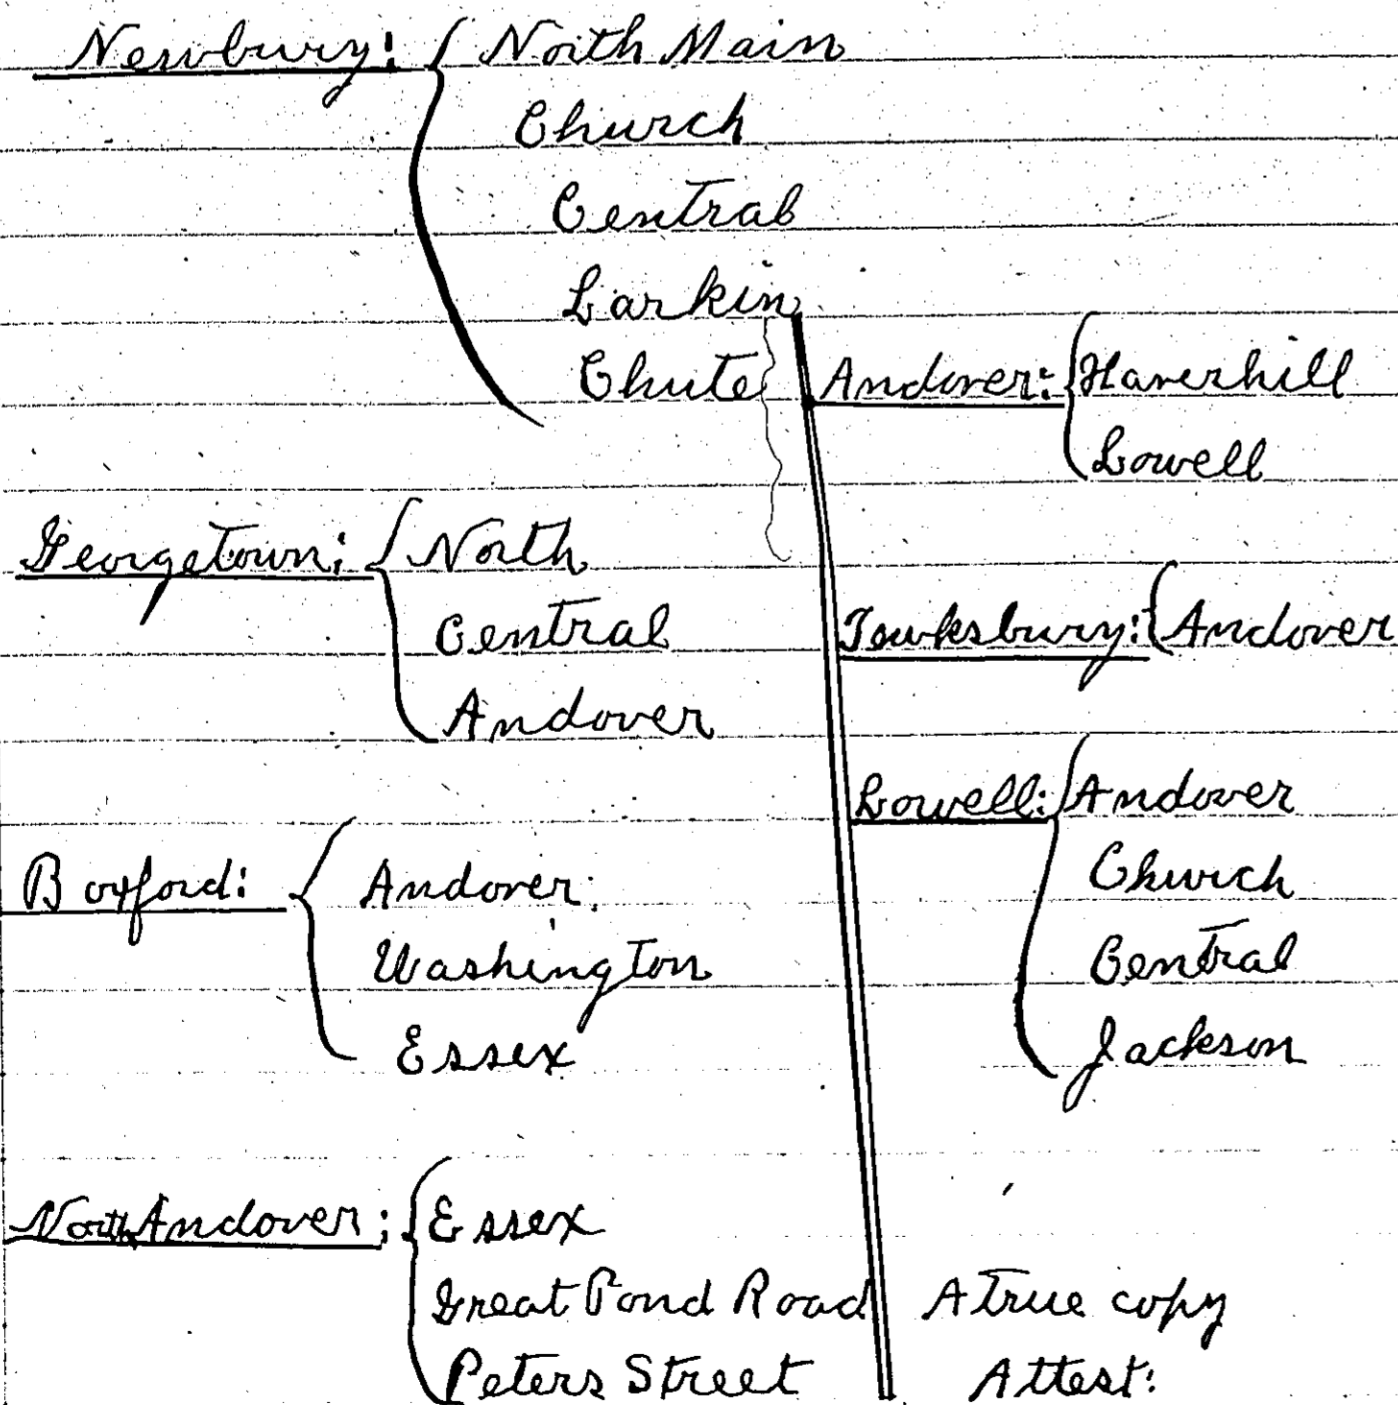 Newbury: { North Main
Church
Central
Larkin
Chute
Georgetown: { North
Central
Andover
Boxford: { Andover.
Washington
Essex
North Andover: { Essex
Great Pond Road
Peters Street
Andover: { Haverhill
Lowell
Tewksbury: { Andover
Lowell: { Andover
Church
Central
Jackson
A true copy
Attest: